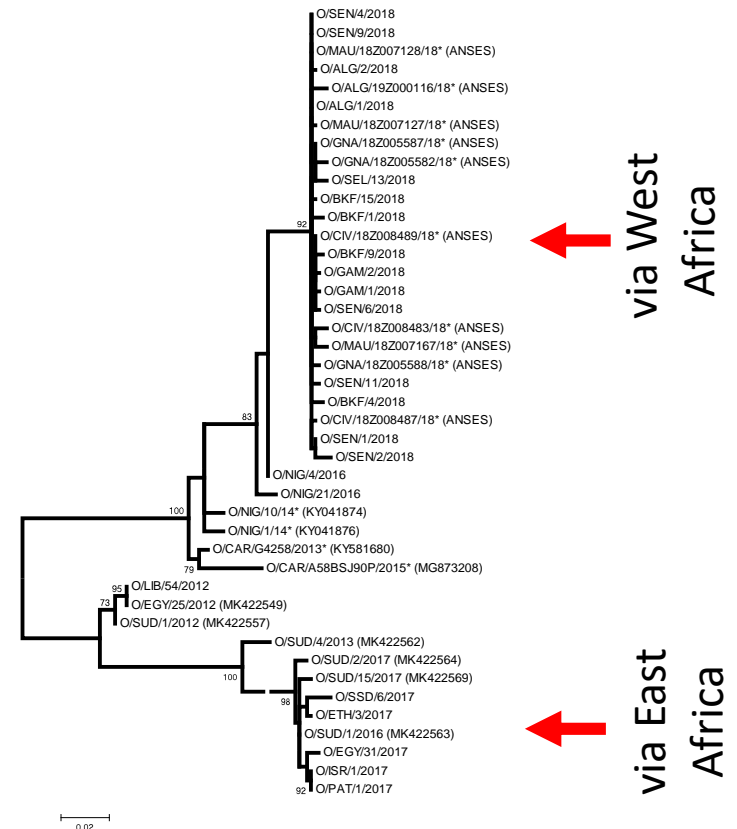 O/SEN/4/2018
O/SEN/9/2018
O/MAU/18Z007128/18* (ANSES)
O/ALG/2/2018
O/ALG/19Z000116/18* (ANSES)
O/ALG/1/2018
O/MAU/18Z007127/18* (ANSES)
O/GNA/18Z005587/18* (ANSES)
O/GNA/18Z005582/18* (ANSES)
O/SEL/13/2018
O/BKF/15/2018
O/BKF/1/2018
92
O/CIV/18Z008489/18* (ANSES)
O/BKF/9/2018
O/GAM/2/2018
O/GAM/1/2018
O/SEN/6/2018
O/CIV/18Z008483/18* (ANSES)
O/MAU/18Z007167/18* (ANSES)
O/GNA/18Z005588/18* (ANSES)
O/SEN/11/2018
O/BKF/4/2018
83
O/CIV/18Z008487/18* (ANSES)
O/SEN/1/2018
O/SEN/2/2018
O/NIG/4/2016
O/NIG/21/2016
100
O/NIG/10/14* (KY041874)
O/NIG/1/14* (KY041876)
O/CAR/G4258/2013* (KY581680)
79
O/CAR/A58BSJ90P/2015* (MG873208)
95
O/LIB/54/2012
73
O/EGY/25/2012 (MK422549)
O/SUD/1/2012 (MK422557)
O/SUD/4/2013 (MK422562)
100
O/SUD/2/2017 (MK422564)
O/SUD/15/2017 (MK422569)
98
O/SSD/6/2017
O/ETH/3/2017
O/SUD/1/2016 (MK422563)
O/EGY/31/2017
O/ISR/1/2017
92
O/PAT/1/2017
0.02
via West
Africa
via East
Africa